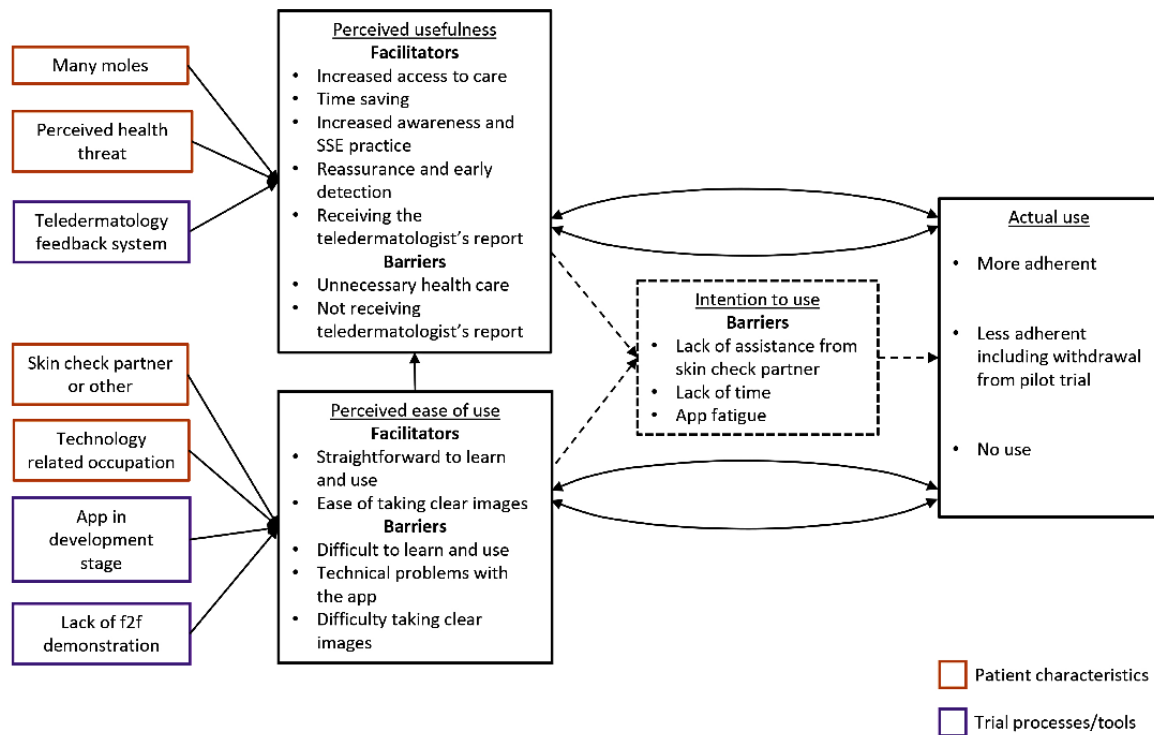 Many moles
Perceived health
threat
Teledermatology
feedback system
Skin check partner
or other
Technology
related occupation
App in
development
stage
Lack of f2f
demonstration
Perceived usefulness
Facilitators
• Increased access to care
• Time saving
• Increased awareness and
SSE practice
• Reassurance and early
detection
• Receiving the
teledermatologist's report
Barriers
• Unnecessary health care
• Not receiving
teledermatologist's report
Perceived ease of use
Facilitators
• Straightforward to learn
and use
• Ease of taking clear images
Barriers
• Difficult to learn and use
• Technical problems with
the app
• Difficulty taking clear
images
Intention to use
Barriers
• Lack of assistance from
skin check partner
• Lack of time
• App fatigue
Actual use
• More adherent
• Less adherent
including withdrawal
from pilot trial
• No use
Patient characteristics
Trial processes/tools